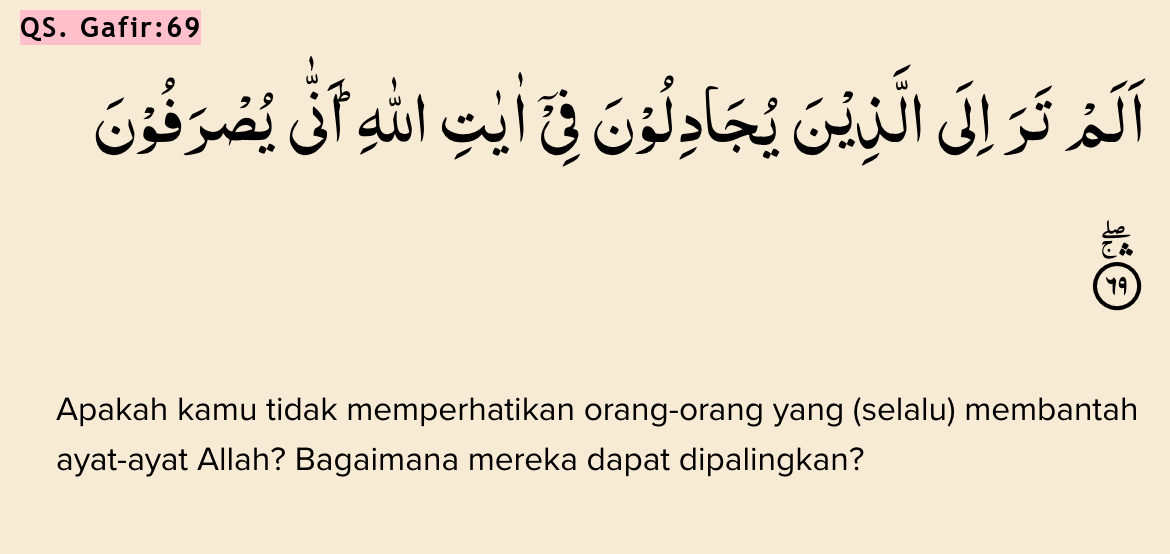 QS. Gafir:69
اَلَمْ تَرَ اِلَى الَّذِيْنَ يُجَادِلُوْنَ فِيْٓ اٰيٰتِ اللّٰهِ ۗاَنّٰى يُصْرَفُوْنَ
ۛۖۚ
٦٩
Apakah kamu tidak memperhatikan orang-orang yang (selalu) membantah
ayat-ayat Allah? Bagaimana mereka dapat dipalingkan?